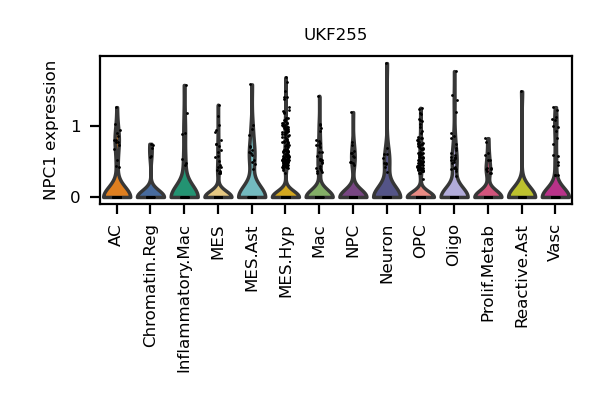 UKF255
NPC1 expression
1
0
AC
Chromatin.Reg
Inflammatory.Mac
MES
MES.Ast
MES.Hyp
Mac
NPC
Neuron
OPC
Oligo
Prolif.Metab
Reactive.Ast
Vasc